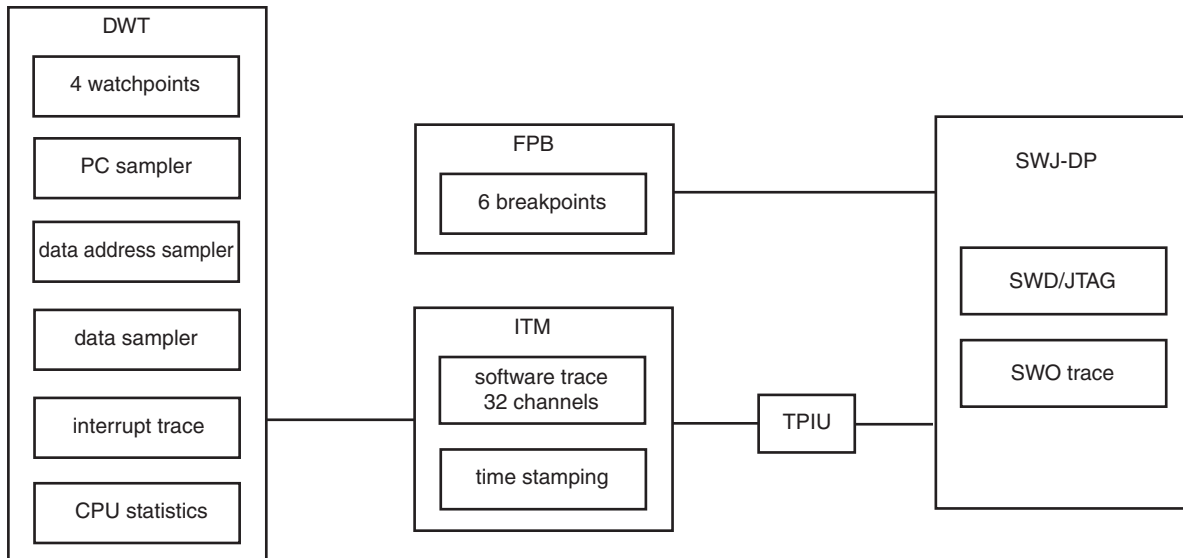 DWT
4 watchpoints
PC sampler
data address sampler
data sampler
interrupt trace
CPU statistics
FPB
6 breakpoints
ITM
software trace
32 channels
time stamping
TPIU
SWJ-DP
SWD/JTAG
SWO trace